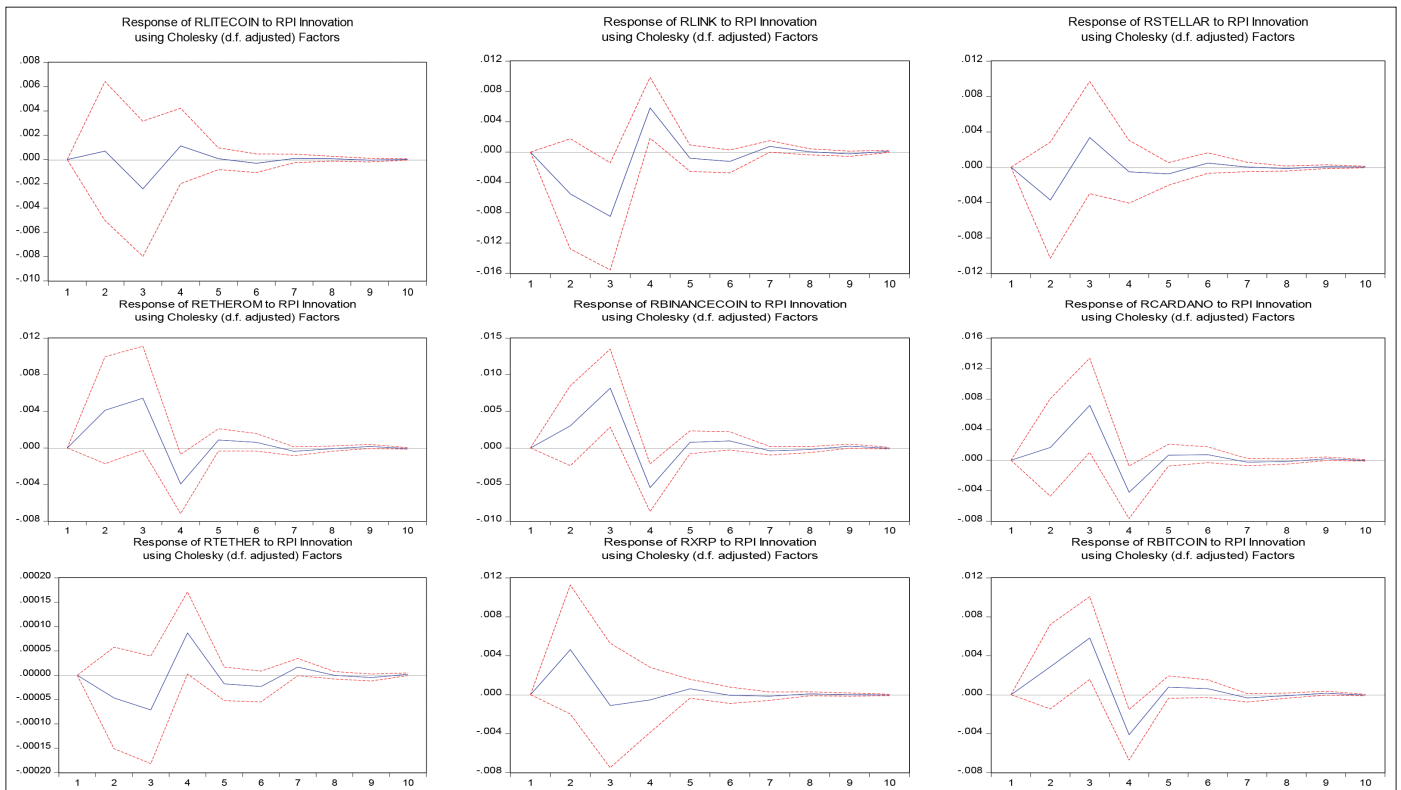 Response of RLITECOIN to RPI Innovation
using Cholesky (d.f. adjusted) Factors
.008
.006
.004
.002
.000
-.002
-.004
-.006
-.008
-.010
1 2 3 4 5 6 7 8 9 10
Response of RLINK to RPI Innovation
using Cholesky (d.f. adjusted) Factors
.012
.008
.004
.000
-.004
-.008
-.012
-.016
1 2 3 4 5 6 7 8 9 10
Response of RSTELLAR to RPI Innovation
using Cholesky (d.f. adjusted) Factors
.012
.008
.004
.000
-.004
-.008
-.012
1 2 3 4 5 6 7 8 9 10
Response of RETHEROM to RPI Innovation
using Cholesky (d.f. adjusted) Factors
.012
.008
.004
.000
-.004
-.008
1 2 3 4 5 6 7 8 9 10
Response of RBINANCECOIN to RPI Innovation
using Cholesky (d.f. adjusted) Factors
.015
.010
.005
.000
-.005
-.010
1 2 3 4 5 6 7 8 9 10
Response of RCARDANO to RPI Innovation
using Cholesky (d.f. adjusted) Factors
.016
.012
.008
.004
.000
-.004
-.008
1 2 3 4 5 6 7 8 9 10
Response of RTETHER to RPI Innovation
using Cholesky (d.f. adjusted) Factors
.00020
.00015
.00010
.00005
.00000
-.00005
-.00010
-.00015
-.00020
1 2 3 4 5 6 7 8 9 10
Response of RXRP to RPI Innovation
using Cholesky (d.f. adjusted) Factors
.012
.008
.004
.000
-.004
-.008
1 2 3 4 5 6 7 8 9 10
Response of RBITCOIN to RPI Innovation
using Cholesky (d.f. adjusted) Factors
.012
.008
.004
.000
-.004
-.008
1 2 3 4 5 6 7 8 9 10